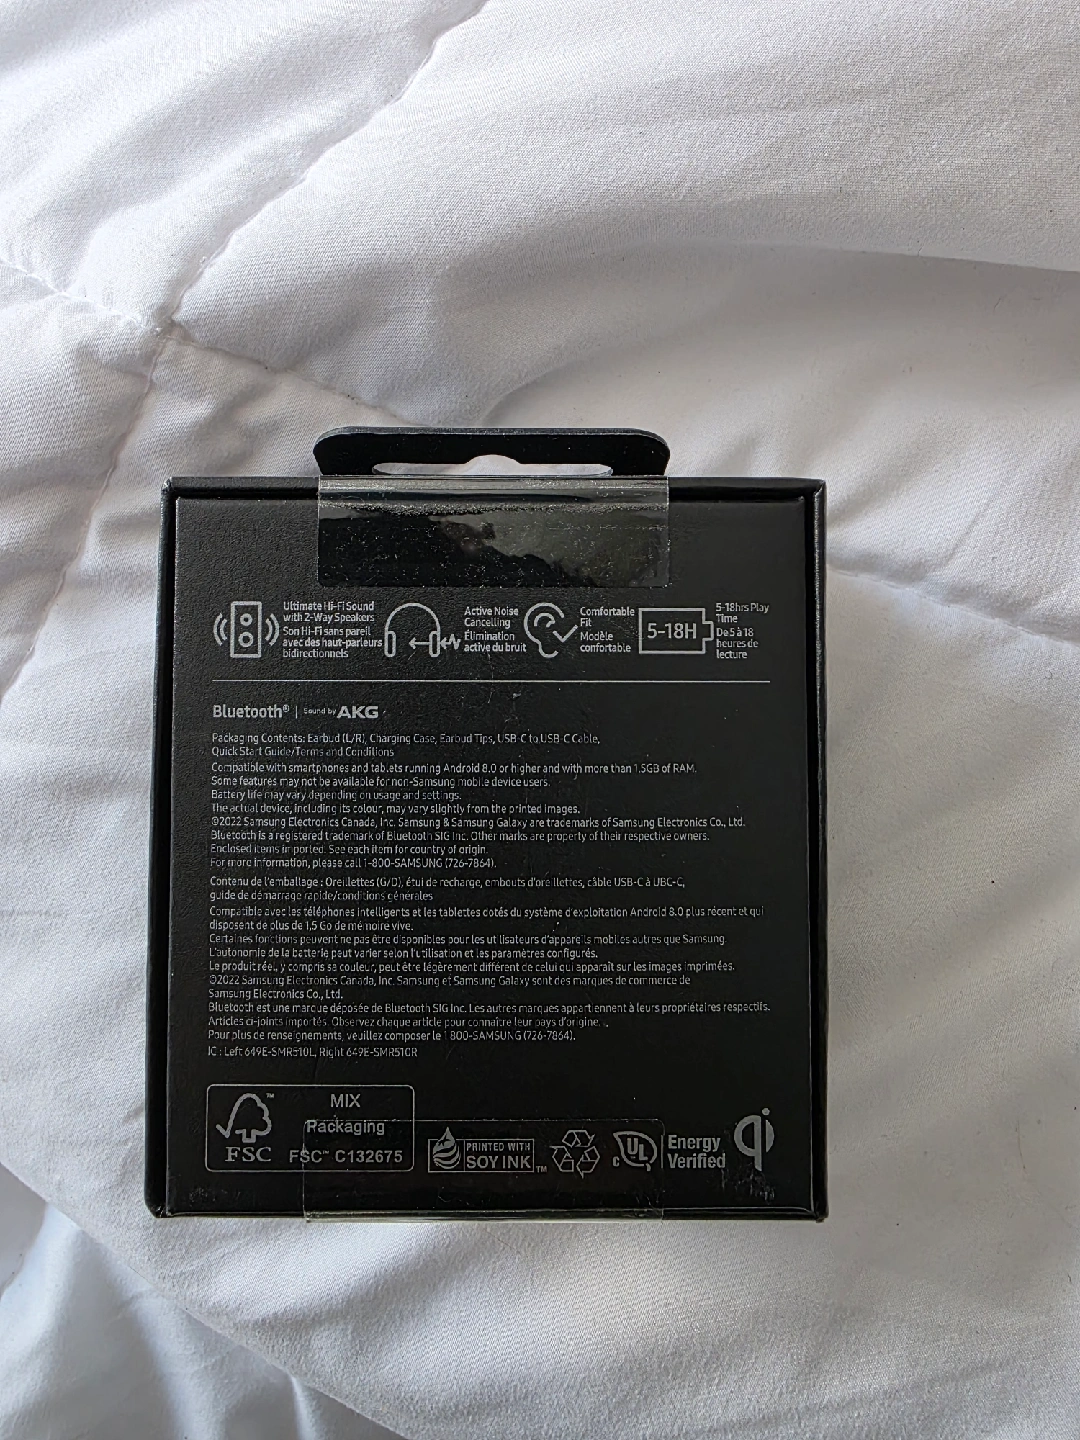 Ultimate Hi-Fi Sound
with 2-Way Speakers
Son Hi-Fi sans pareil
avec des haut-parleurs
bidirectionnels
Active Noise
Cancelling
Élimination
active du bruit
Comfortable
Fit
Modèle
confortable
5-18H
5-18hrs Play
Time
De 5 à 18
heures de
lecture
Bluetooth® | Sound by AKG
Packaging Contents: Earbud (L/R), Charging Case, Earbud Tips, USB-C to USB-C Cable,
Quick Start Guide/Terms and Conditions
Compatible with smartphones and tablets running Android 8.0 or higher and with more than 1.5GB of RAM.
Some features may not be available for non-Samsung mobile device users.
Battery life may vary depending on usage and settings.
The actual device, including its colour, may vary slightly from the printed images.
©2022 Samsung Electronics Canada, Inc. Samsung & Samsung Galaxy are trademarks of Samsung Electronics Co., Ltd.
Bluetooth is a registered trademark of Bluetooth SIG Inc. Other marks are property of their respective owners.
Enclosed items imported. See each item for country of origin.
For more information, please call 1-800-SAMSUNG (726-7864).
Contenu de l'emballage : Oreillettes (G/D), étui de recharge, embouts d'oreillettes, câble USB-C à UBC-C,
guide de démarrage rapide/conditions générales
Compatible avec les téléphones intelligents et les tablettes dotés du système d'exploitation Android 8.0 plus récent et qui
disposent de plus de 1,5 Go de mémoire vive.
Certaines fonctions peuvent ne pas être disponibles pour les utilisateurs d'appareils mobiles autres que Samsung.
L'autonomie de la batterie peut varier selon l'utilisation et les paramètres configurés.
Le produit réel, y compris sa couleur, peut être légèrement différent de celui qui apparaît sur les images imprimées.
©2022 Samsung Electronics Canada, Inc. Samsung et Samsung Galaxy sont des marques de commerce de
Samsung Electronics Co., Ltd.
Bluetooth est une marque déposée de Bluetooth SIG Inc. Les autres marques appartiennent à leurs propriétaires respectifs.
Articles ci-joints importés. Observez chaque article pour connaître leur pays d'origine.
Pour plus de renseignements, veuillez composer le 1 800-SAMSUNG (726-7864).
IC : Left 649E-SMR510L, Right 649E-SMR510R
FSC™
MIX
Packaging
FSC™ C132675
PRINTED WITH
SOY INK™
c UL
Energy
Verified
qi